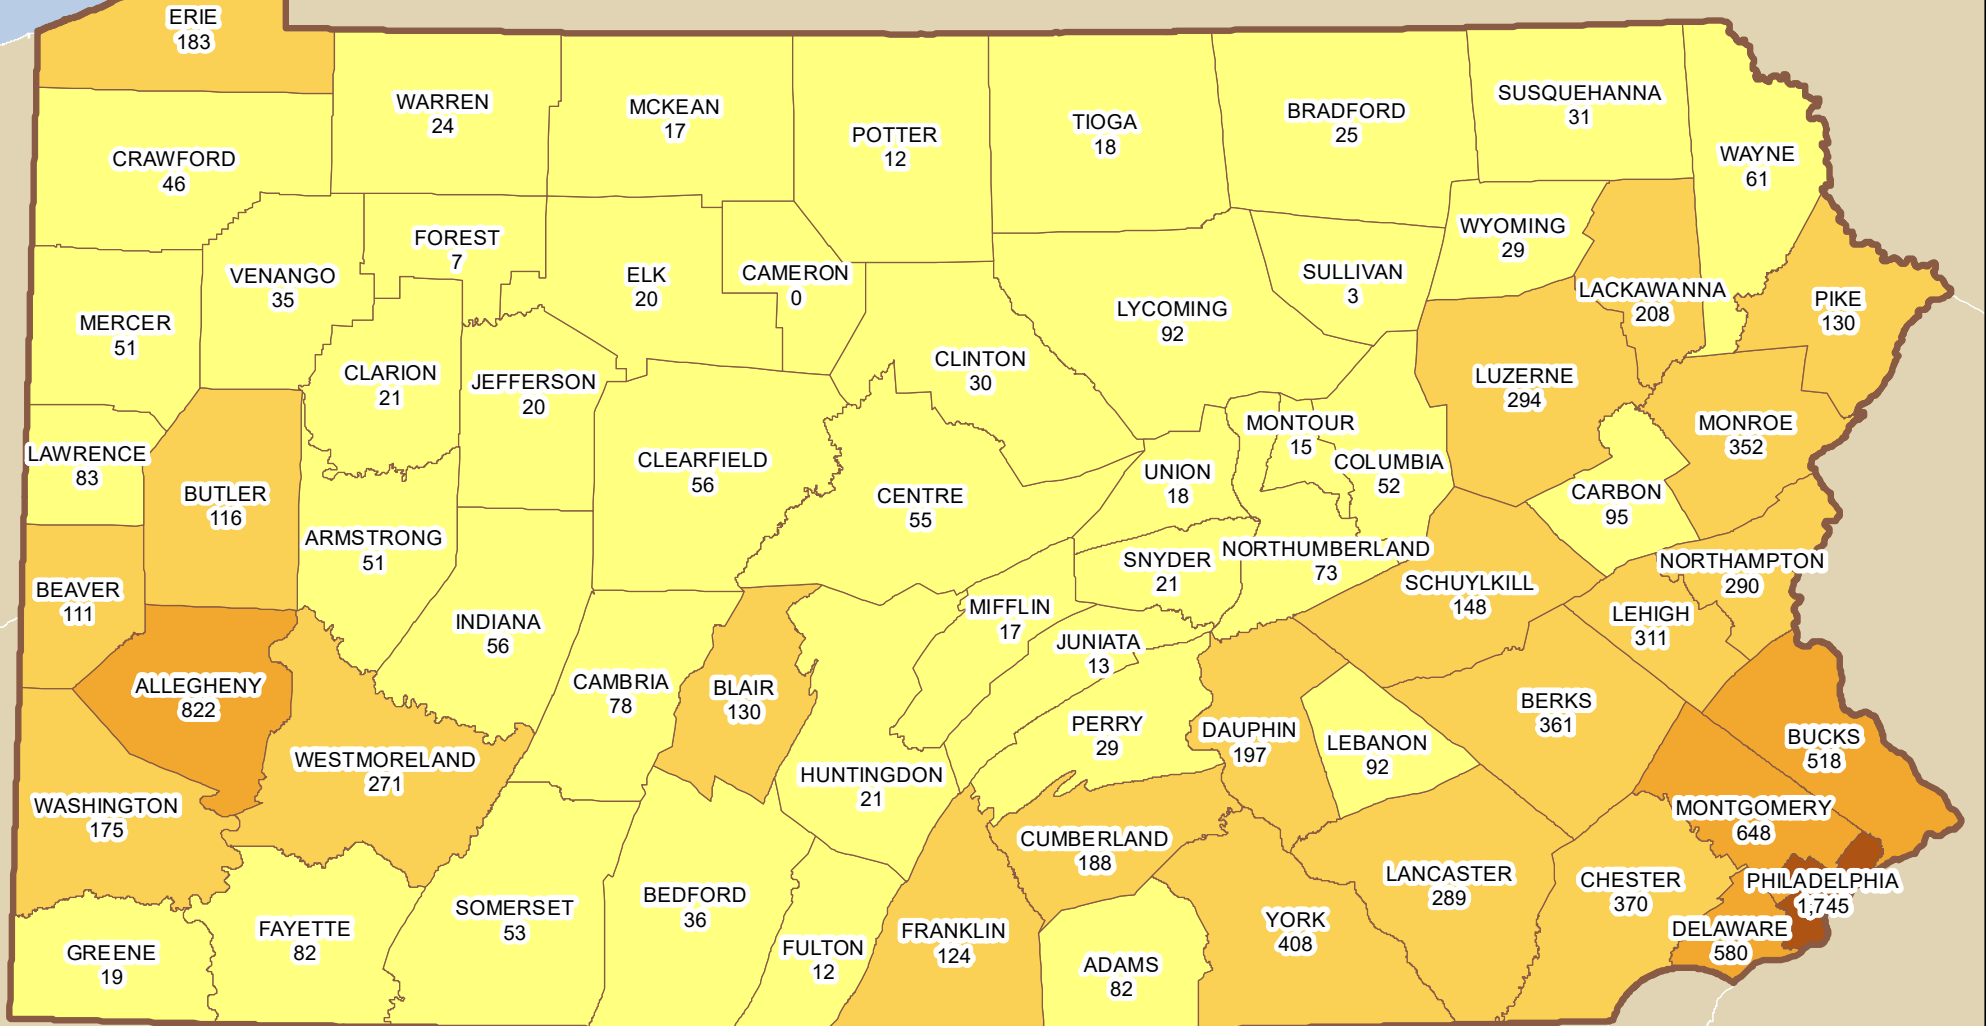 ERIE
183
WARREN
24
MCKEAN
17
POTTER
12
TIOGA
18
BRADFORD
25
SUSQUEHANNA
31
WAYNE
61
CRAWFORD
46
FOREST
7
VENANGO
35
ELK
20
CAMERON
0
SULLIVAN
3
WYOMING
29
LACKAWANNA
208
PIKE
130
MERCER
51
LYCOMING
92
CLINTON
30
CLARION
21
JEFFERSON
20
LUZERNE
294
MONROE
352
LAWRENCE
83
BUTLER
116
CLEARFIELD
56
CENTRE
55
UNION
18
MONTOUR
15
COLUMBIA
52
CARBON
95
ARMSTRONG
51
BEAVER
111
INDIANA
56
SNYDER
21
NORTHUMBERLAND
73
SCHUYLKILL
148
NORTHAMPTON
290
LEHIGH
311
MIFFLIN
17
JUNIATA
13
ALLEGHENY
822
CAMBRIA
78
BLAIR
130
PERRY
29
DAUPHIN
197
LEBANON
92
BERKS
361
BUCKS
518
WESTMORELAND
271
HUNTINGDON
21
WASHINGTON
175
CUMBERLAND
188
MONTGOMERY
648
LANCASTER
289
CHESTER
370
PHILADELPHIA
1,745
DELAWARE
580
GREENE
19
FAYETTE
82
SOMERSET
53
BEDFORD
36
FULTON
12
FRANKLIN
124
ADAMS
82
YORK
408